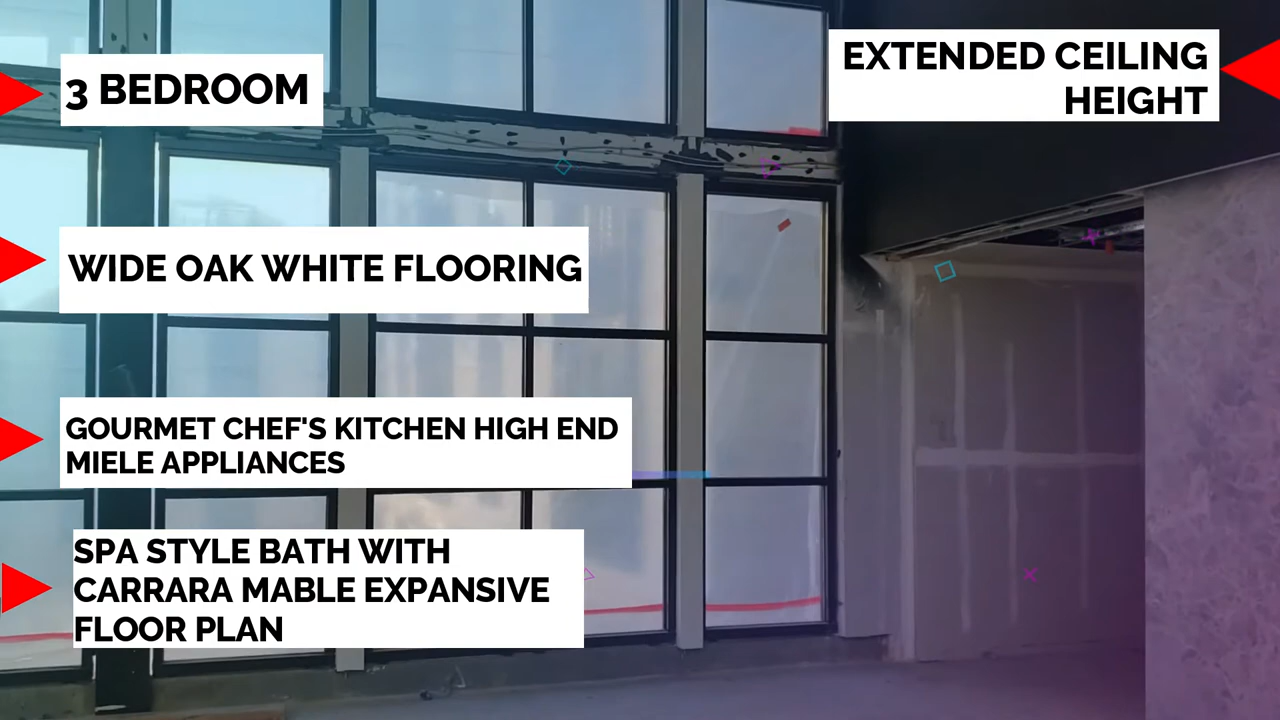 3 BEDROOM
EXTENDED CEILING
HEIGHT
WIDE OAK WHITE FLOORING
GOURMET CHEF'S KITCHEN HIGH END
MIELE APPLIANCES
SPA STYLE BATH WITH
CARRARA MABLE EXPANSIVE
FLOOR PLAN